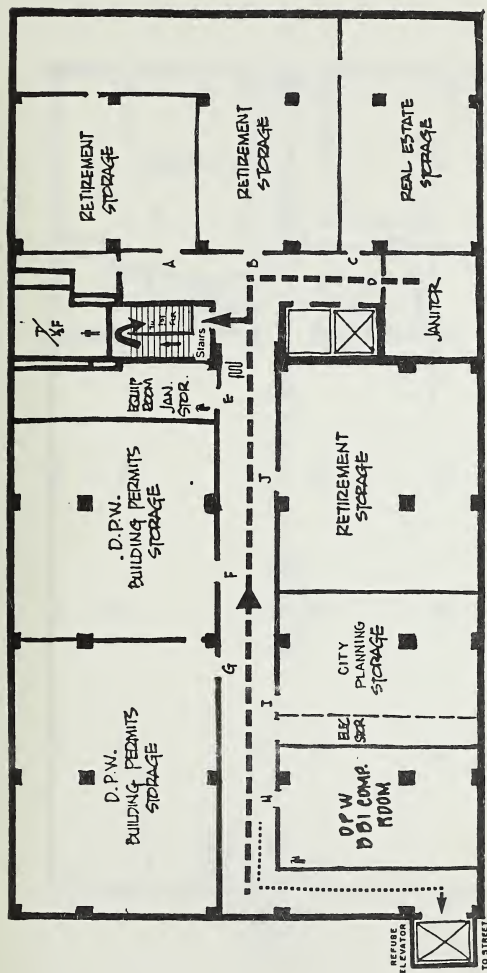 D.P.W.
BUILDING PERMITS
STORAGE
D.P.W.
BUILDING PERMITS
STORAGE
EQUIP
ROOM
JAN.
STOR.
Stairs
RETIREMENT
STORAGE
RETIREMENT
STORAGE
REAL ESTATE
STORAGE
A
B
C
D
E
F
G
H
I
J
JANITOR
RETIREMENT
STORAGE
CITY
PLANNING
STORAGE
ELEC
STOR
DPW
DBI COMP.
ROOM
REFUSE
ELEVATOR
TO STREET